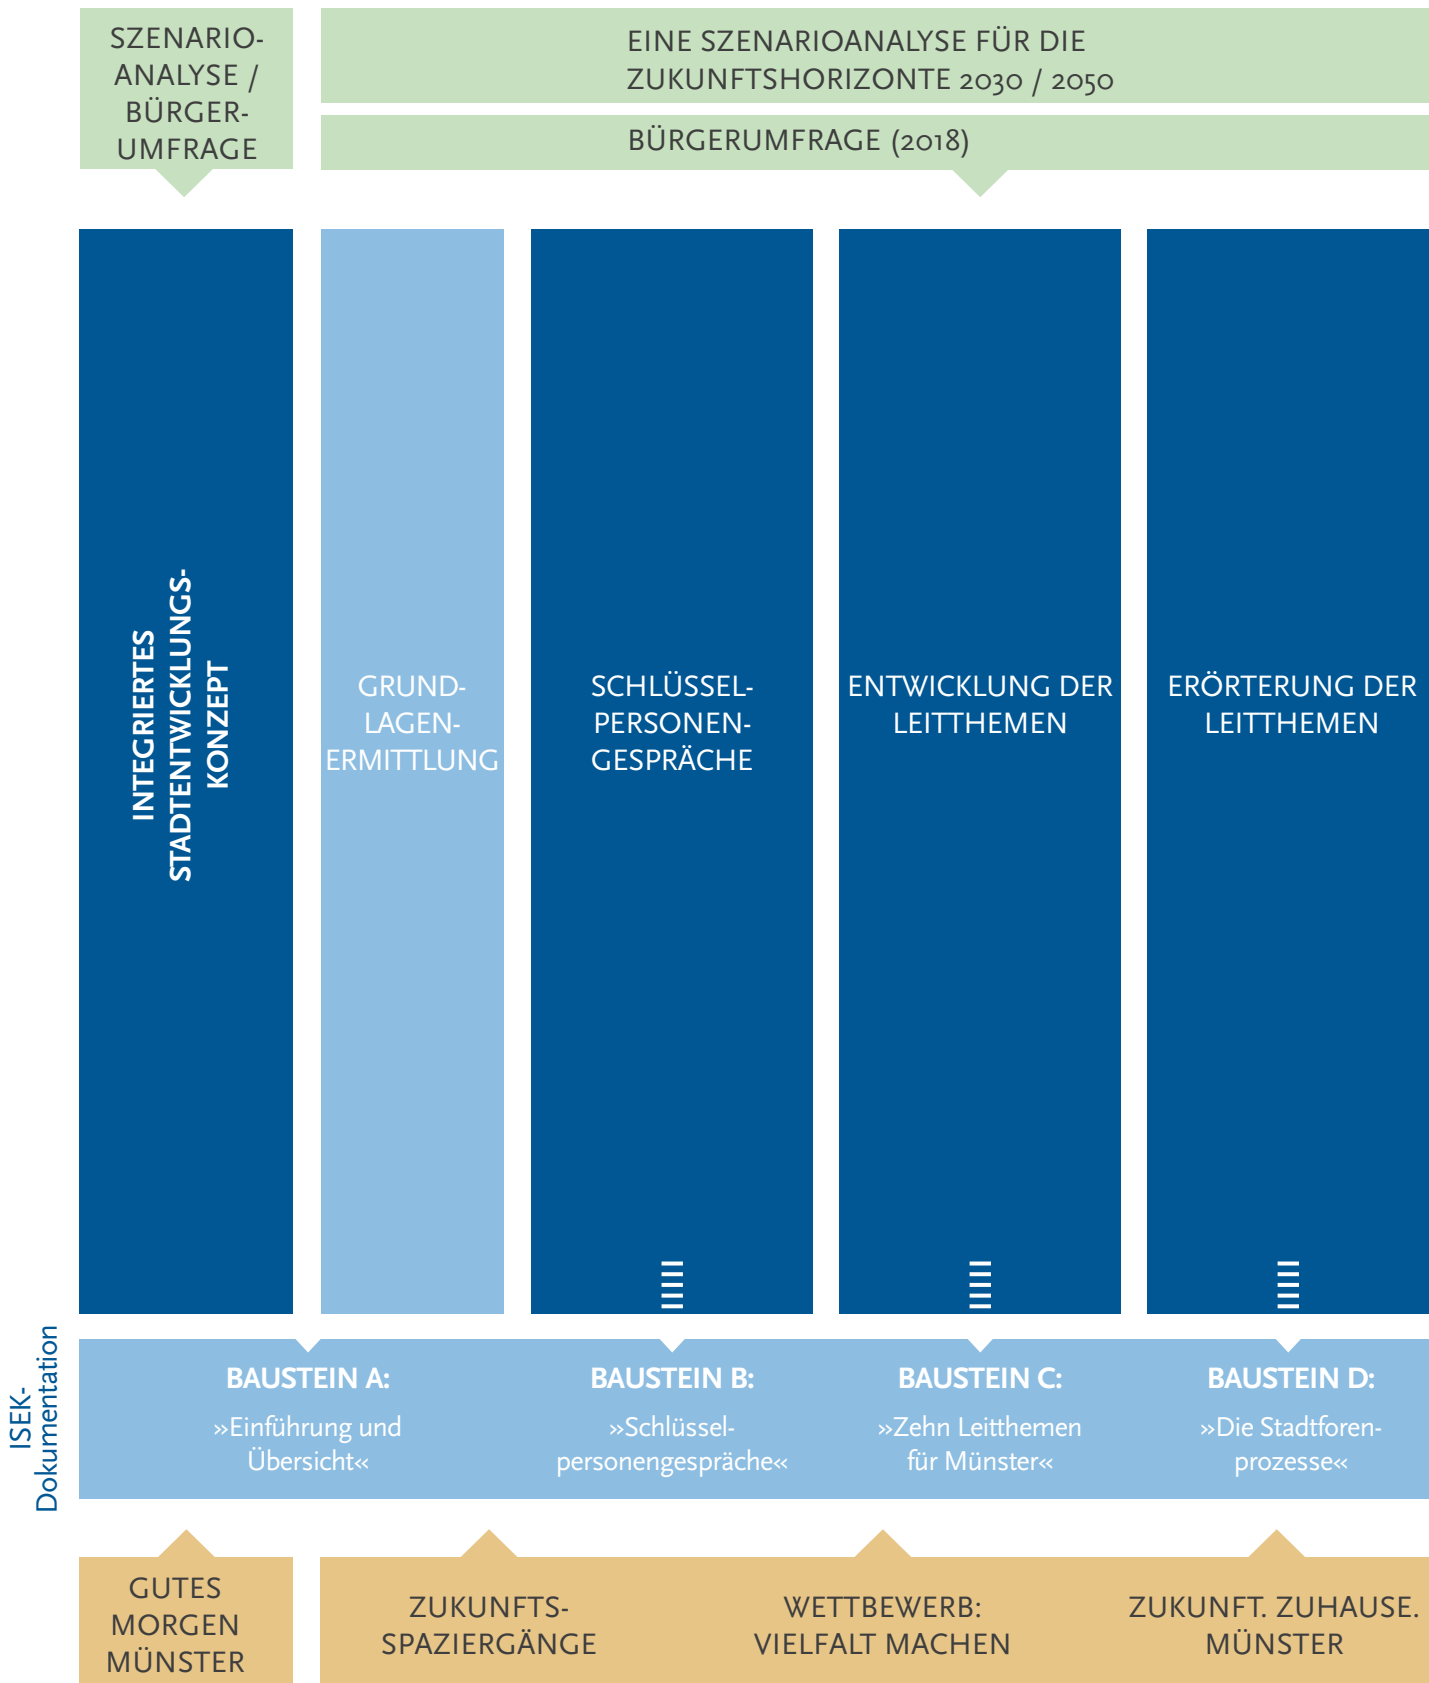 SZENARIO-
ANALYSE /
BÜRGER-
UMFRAGE
EINE SZENARIOANALYSE FÜR DIE
ZUKUNFTSHORIZONTE 2030 / 2050
BÜRGERUMFRAGE (2018)
INTEGRIERTES
STADTENTWICKLUNGS-
KONZEPT
GRUND-
LAGEN-
ERMITTLUNG
SCHLÜSSEL-
PERSONEN-
GESPRÄCHE
ENTWICKLUNG DER
LEITTHEMEN
ERÖRTERUNG DER
LEITTHEMEN
ISEK-
Dokumentation
BAUSTEIN A:
»Einführung und
Übersicht«
BAUSTEIN B:
»Schlüssel-
personengespräche«
BAUSTEIN C:
»Zehn Leitthemen
für Münster«
BAUSTEIN D:
»Die Stadtforen-
prozesse«
GUTES
MORGEN
MÜNSTER
ZUKUNFTS-
SPAZIERGÄNGE
WETTBEWERB:
VIELFALT MACHEN
ZUKUNFT. ZUHAUSE.
MÜNSTER